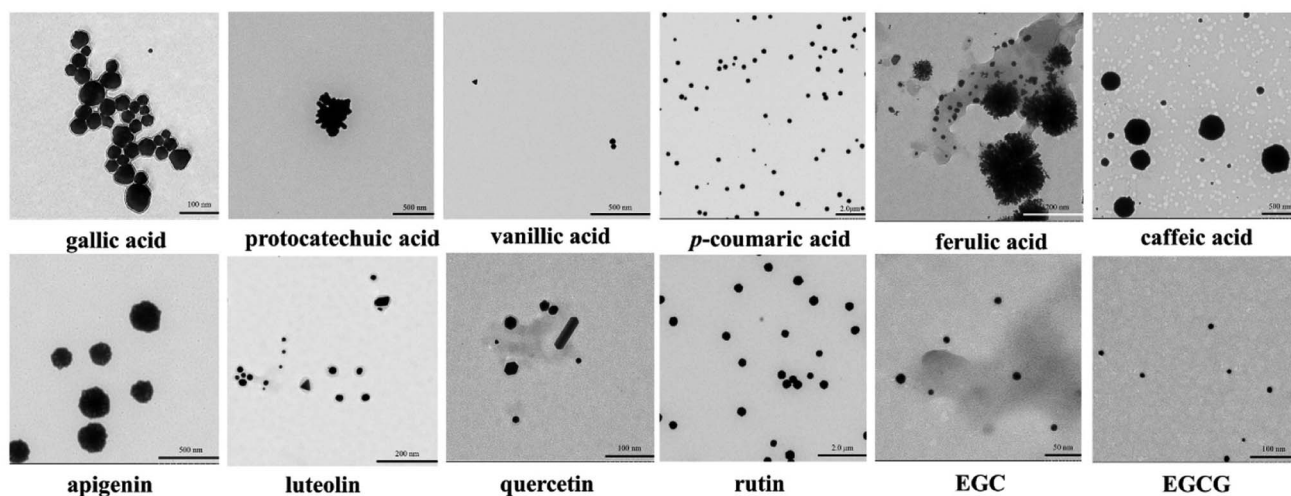 100 nm
500 nm
500 nm
2.0 μm
200 nm
500 nm
gallic acid
protocatechuic acid
vanillic acid
p-coumaric acid
ferulic acid
caffeic acid
500 nm
200 nm
100 nm
2.0 μm
50 nm
100 nm
apigenin
luteolin
quercetin
rutin
EGC
EGCG